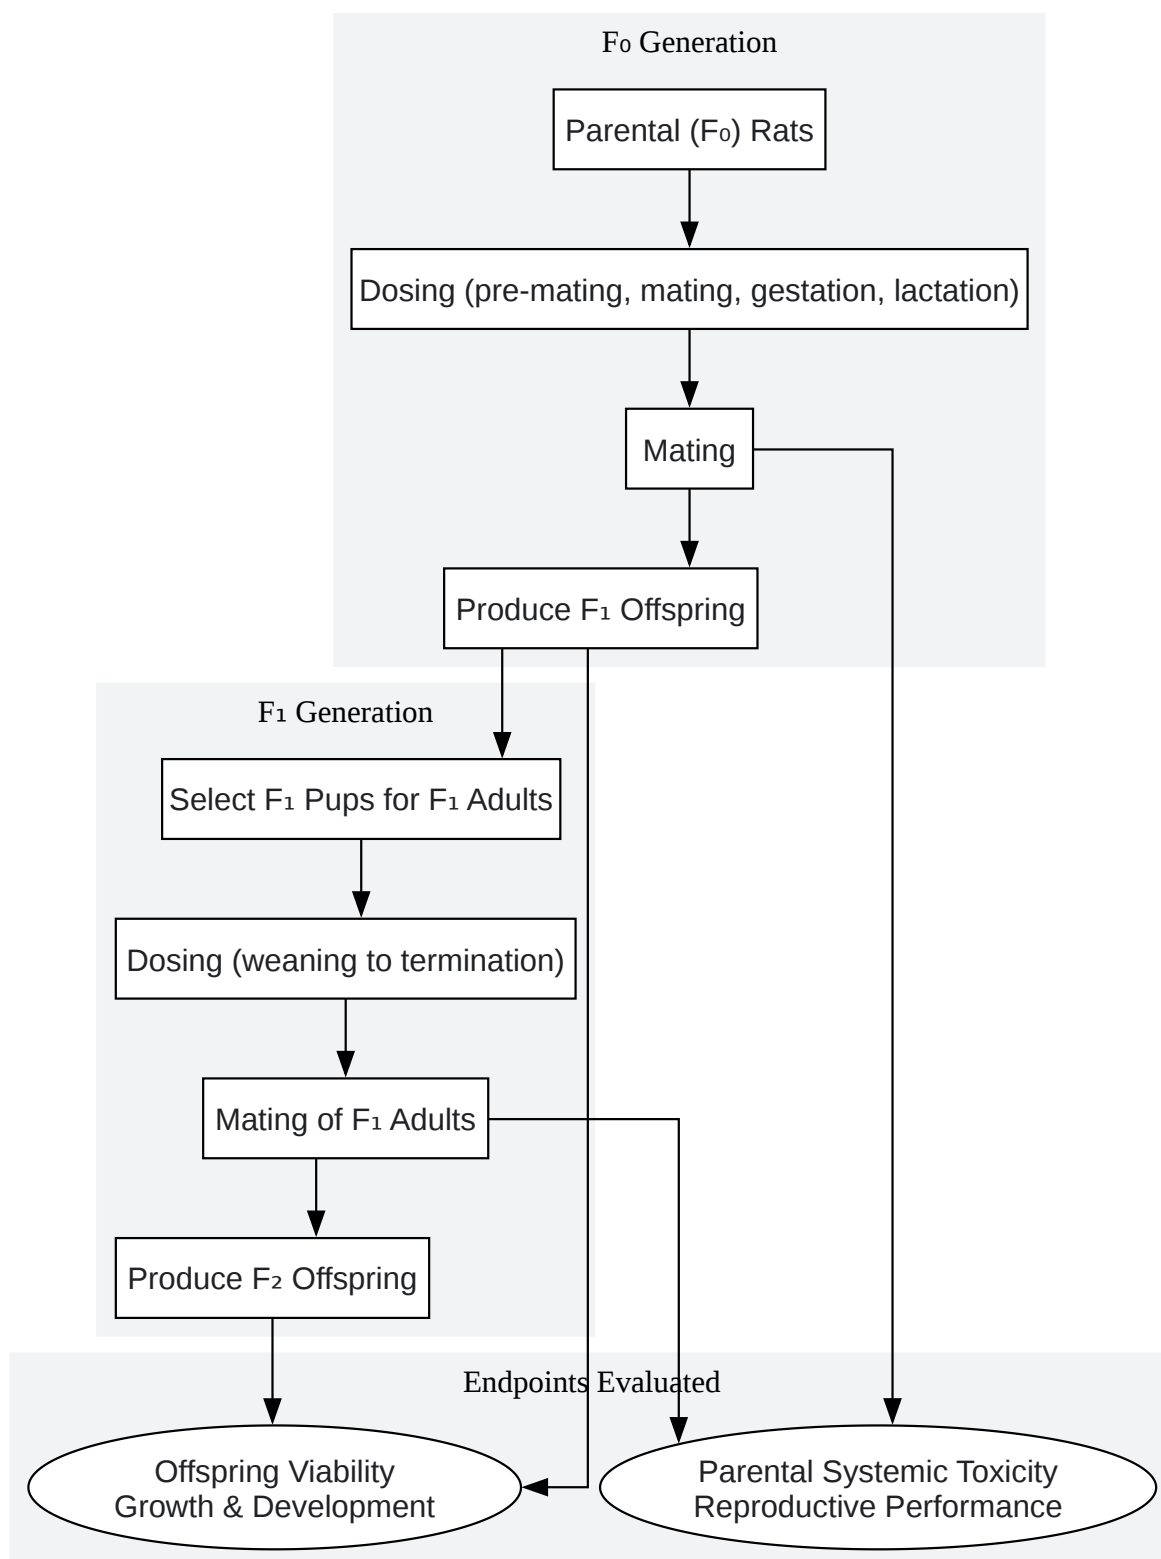 F₀ Generation
Parental (F₀) Rats
Dosing (pre-mating, mating, gestation, lactation)
Mating
Produce F₁ Offspring
F₁ Generation
Select F₁ Pups for F₁ Adults
Dosing (weaning to termination)
Mating of F₁ Adults
Produce F₂ Offspring
Endpoints Evaluated
Offspring Viability
Growth & Development
Parental Systemic Toxicity
Reproductive Performance